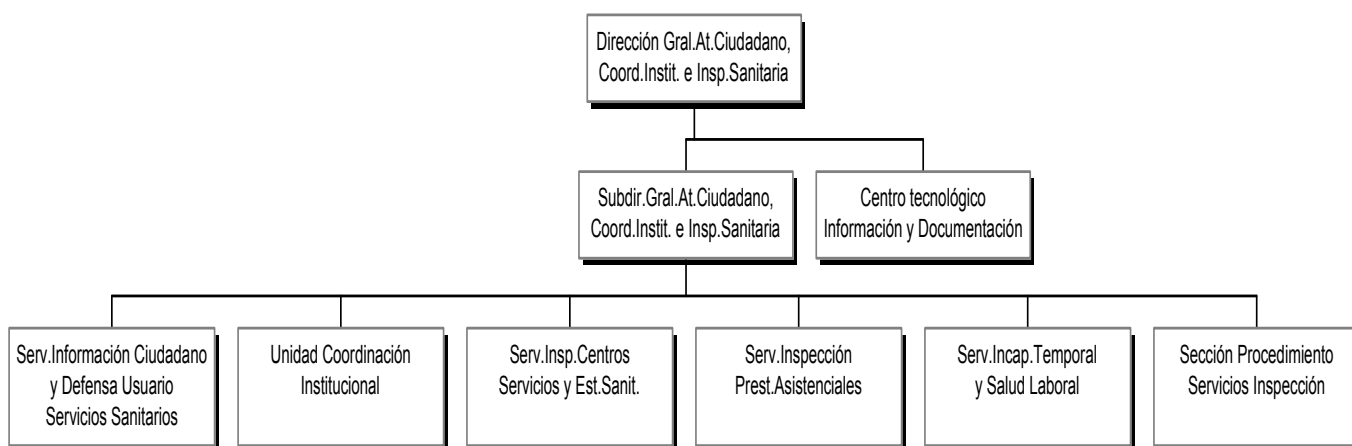 Dirección Gral.At.Ciudadano,
Coord.Instit. e Insp.Sanitaria
Subdir.Gral.At.Ciudadano,
Coord.Instit. e Insp.Sanitaria
Centro tecnológico
Información y Documentación
Serv.Información Ciudadano
y Defensa Usuario
Servicios Sanitarios
Unidad Coordinación
Institucional
Serv.Insp.Centros
Servicios y Est.Sanit.
Serv.Inspección
Prest.Asistenciales
Serv.Incap.Temporal
y Salud Laboral
Sección Procedimiento
Servicios Inspección